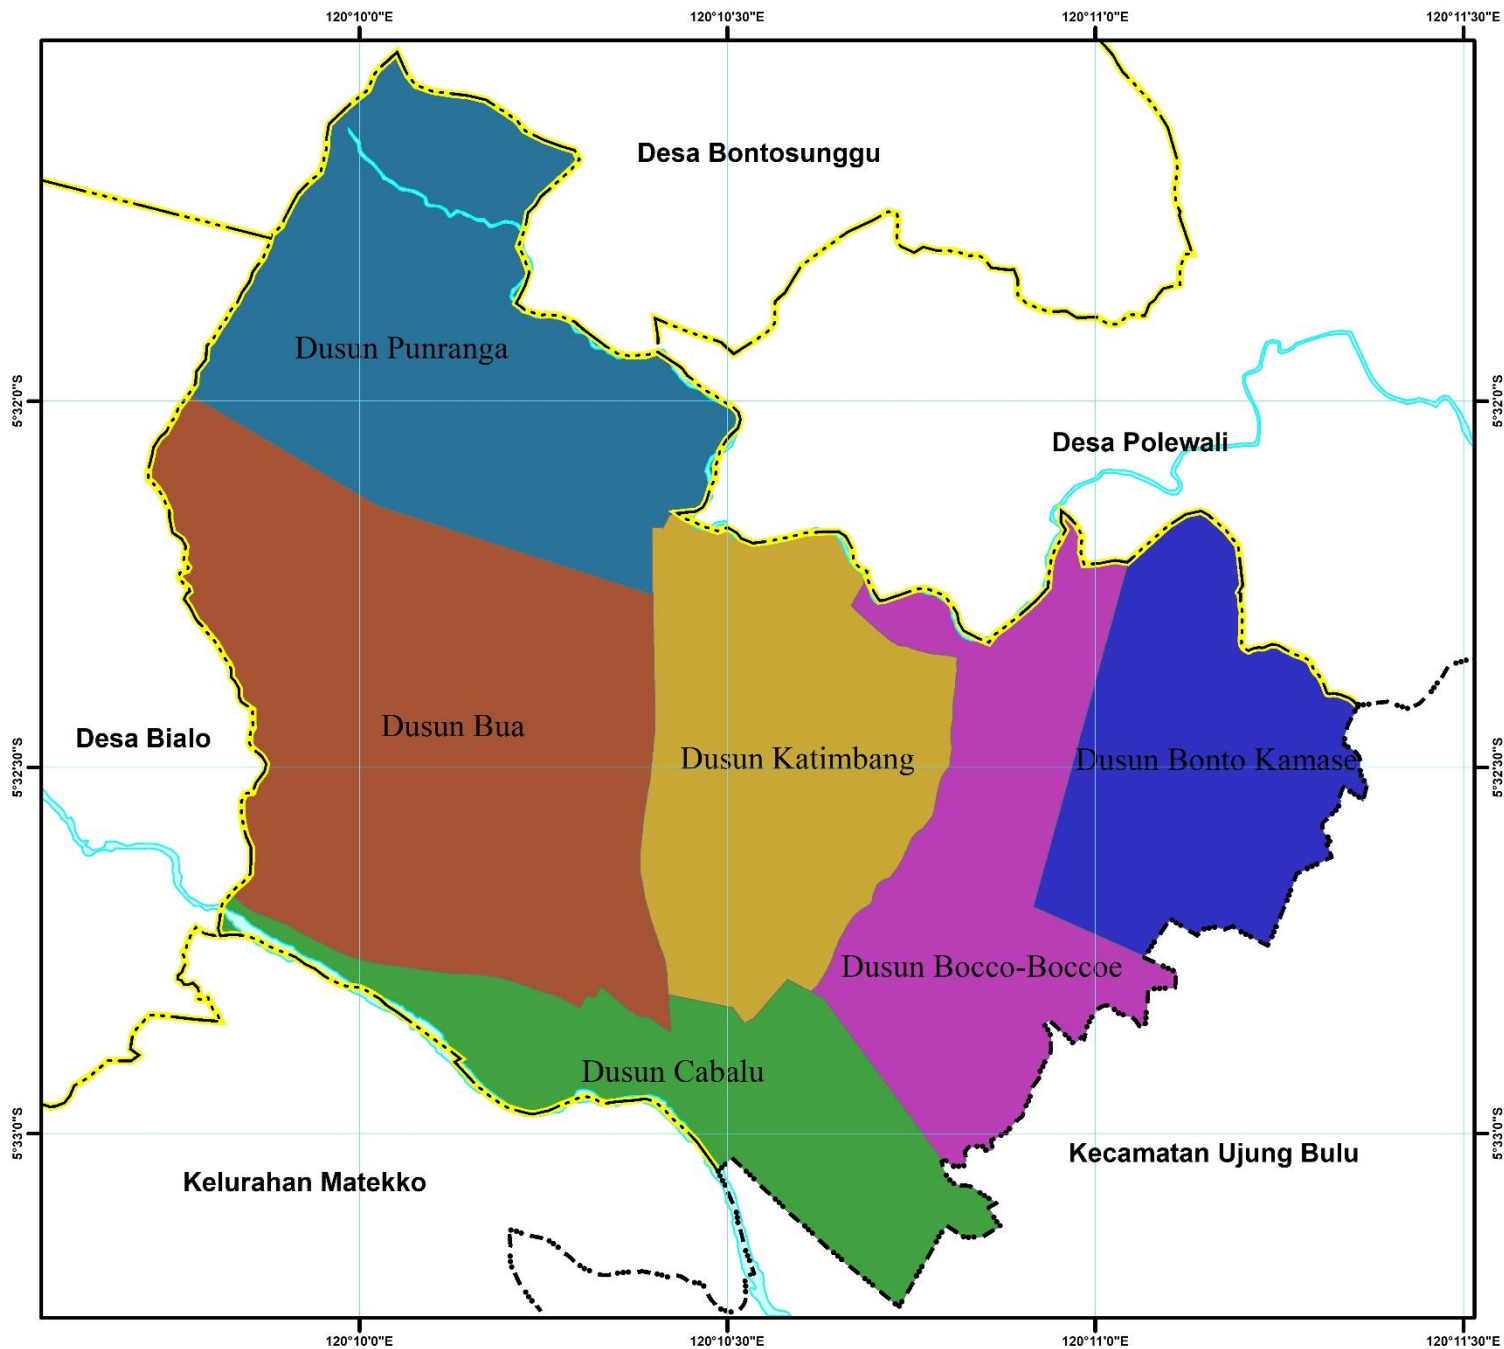 120°10'0"E 120°10'30"E 120°11'0"E 120°11'30"E
Desa Bontosunggu
Dusun Punranga
5°32'0"S 5°32'0"S
Desa Polewali
Dusun Bua
Desa Bialo
Dusun Katimbang
Dusun Bonto Kamase
5°32'30"S 5°32'30"S
Dusun Bocco-Boccoe
Dusun Cabalu
5°33'0"S 5°33'0"S
Kecamatan Ujung Bulu
Kelurahan Matekko
120°10'0"E 120°10'30"E 120°11'0"E 120°11'30"E